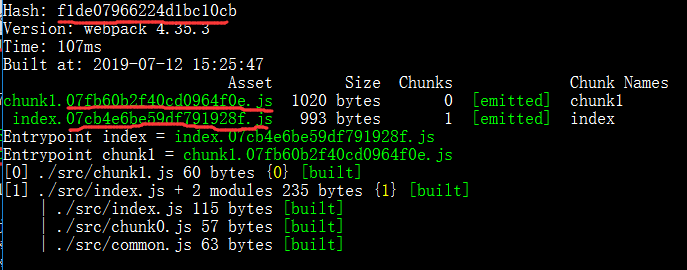 Hash: f1de07966224d1bc10cb
Version: webpack 4.35.3
Time: 107ms
Built at: 2019-07-12 15:25:47
Asset Size Chunks Chunk Names
chunk1.07fb60b2f40cd0964f0e.js 1020 bytes 0 [emitted] chunk1
index.07cb4e6be59df791928f.js 993 bytes 1 [emitted] index
Entrypoint index = index.07cb4e6be59df791928f.js
Entrypoint chunk1 = chunk1.07fb60b2f40cd0964f0e.js
[0] ./src/chunk1.js 60 bytes {0} [built]
[1] ./src/index.js + 2 modules 235 bytes {1} [built]
| ./src/index.js 115 bytes [built]
| ./src/chunk0.js 57 bytes [built]
| ./src/common.js 63 bytes [built]